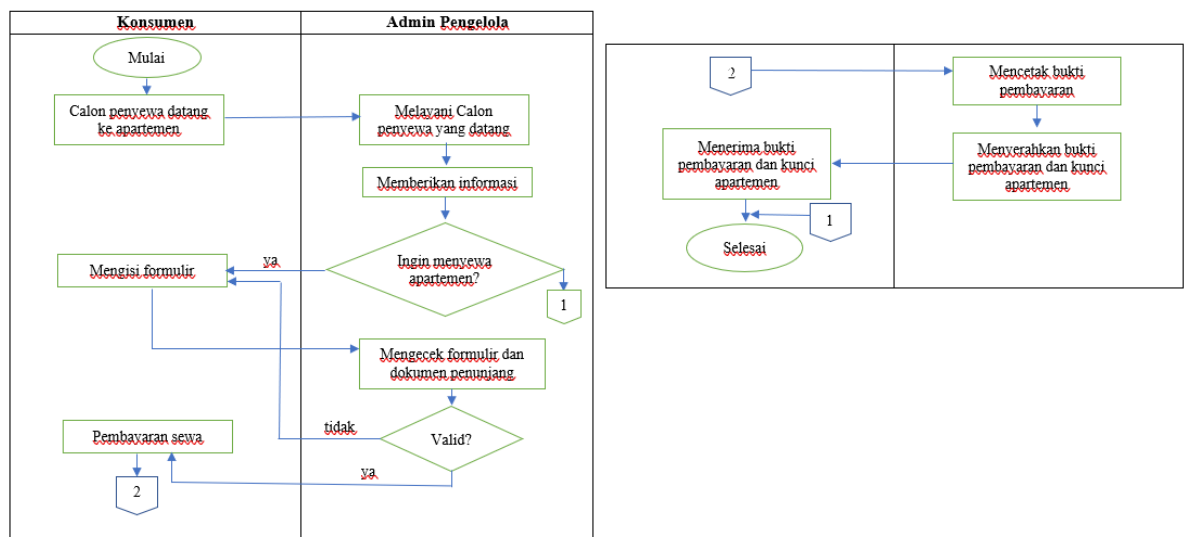 Konsumen
Admin Pengelola
Mulai
Calon penyewa datang
ke apartemen
Melayani Calon
penyewa yang datang
Memberikan informasi
Ingin menyewa
apartemen?
ya
1
Mengisi formulir
Mengecek formulir dan
dokumen penunjang
Valid?
tidak
ya
Pembayaran sewa
2
2
Mencetak bukti
pembayaran
Menyerahkan bukti
pembayaran dan kunci
apartemen
Menerima bukti
pembayaran dan kunci
apartemen
1
Selesai